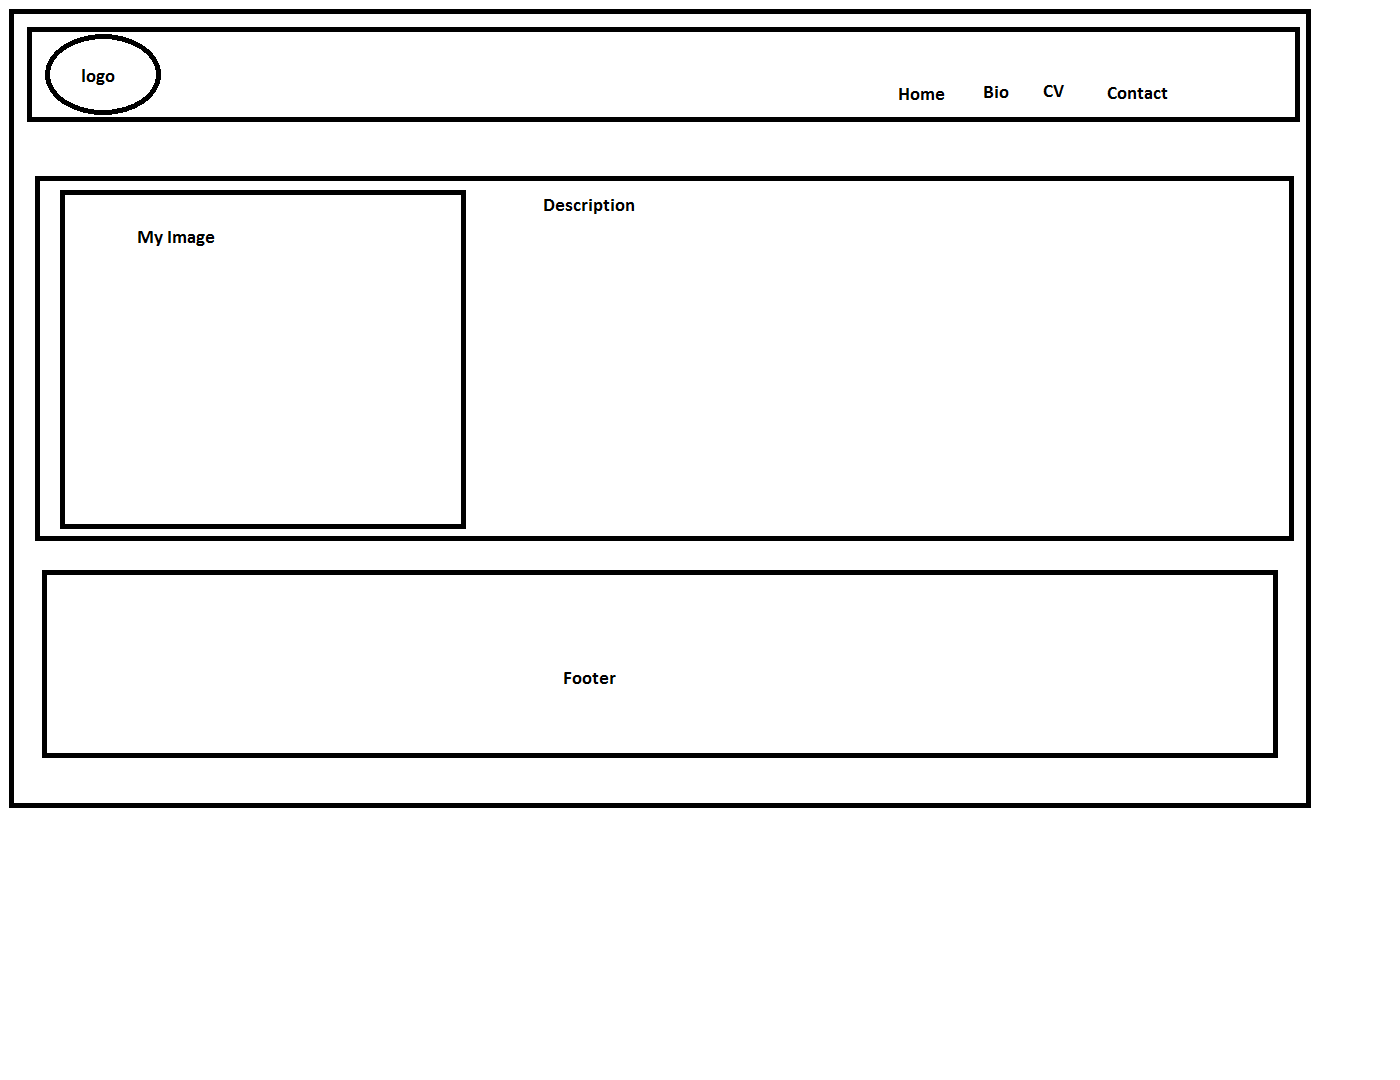 logo
Home Bio CV Contact
Description
My Image
Footer